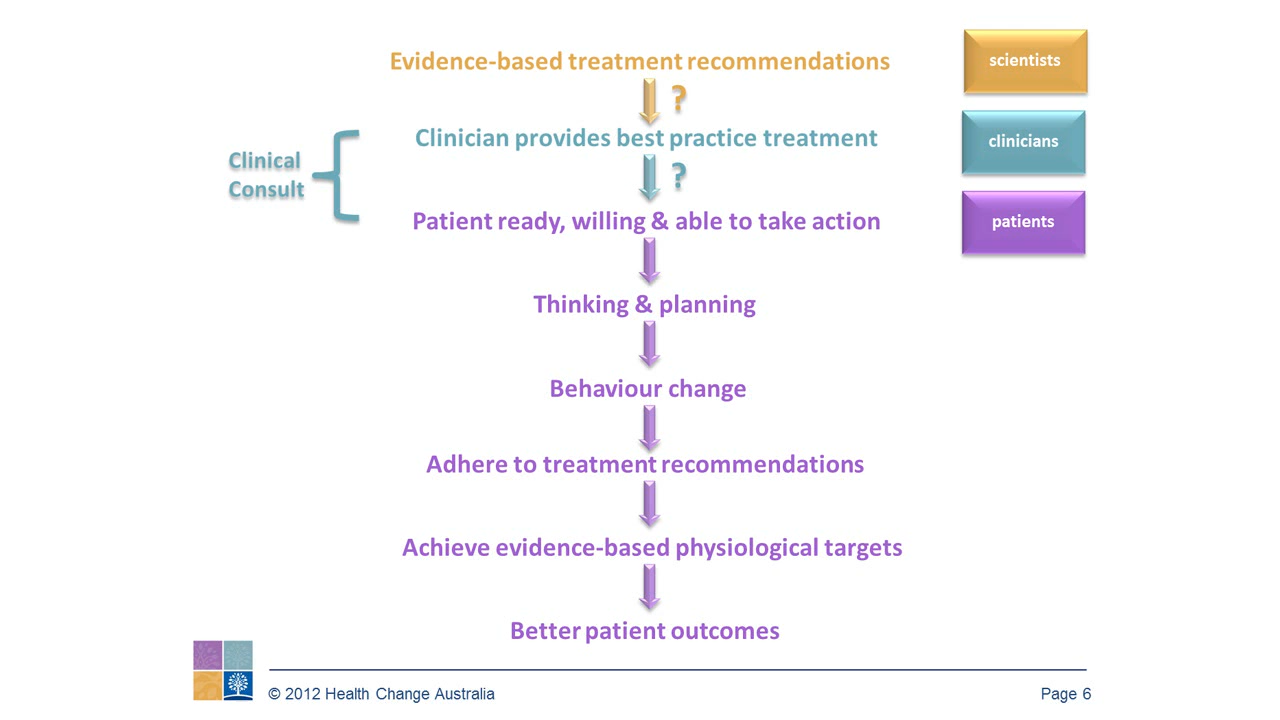 Evidence-based treatment recommendations
?
Clinician provides best practice treatment
?
Clinical
Consult
Patient ready, willing & able to take action
Thinking & planning
Behaviour change
Adhere to treatment recommendations
Achieve evidence-based physiological targets
Better patient outcomes
scientists
clinicians
patients
© 2012 Health Change Australia
Page 6